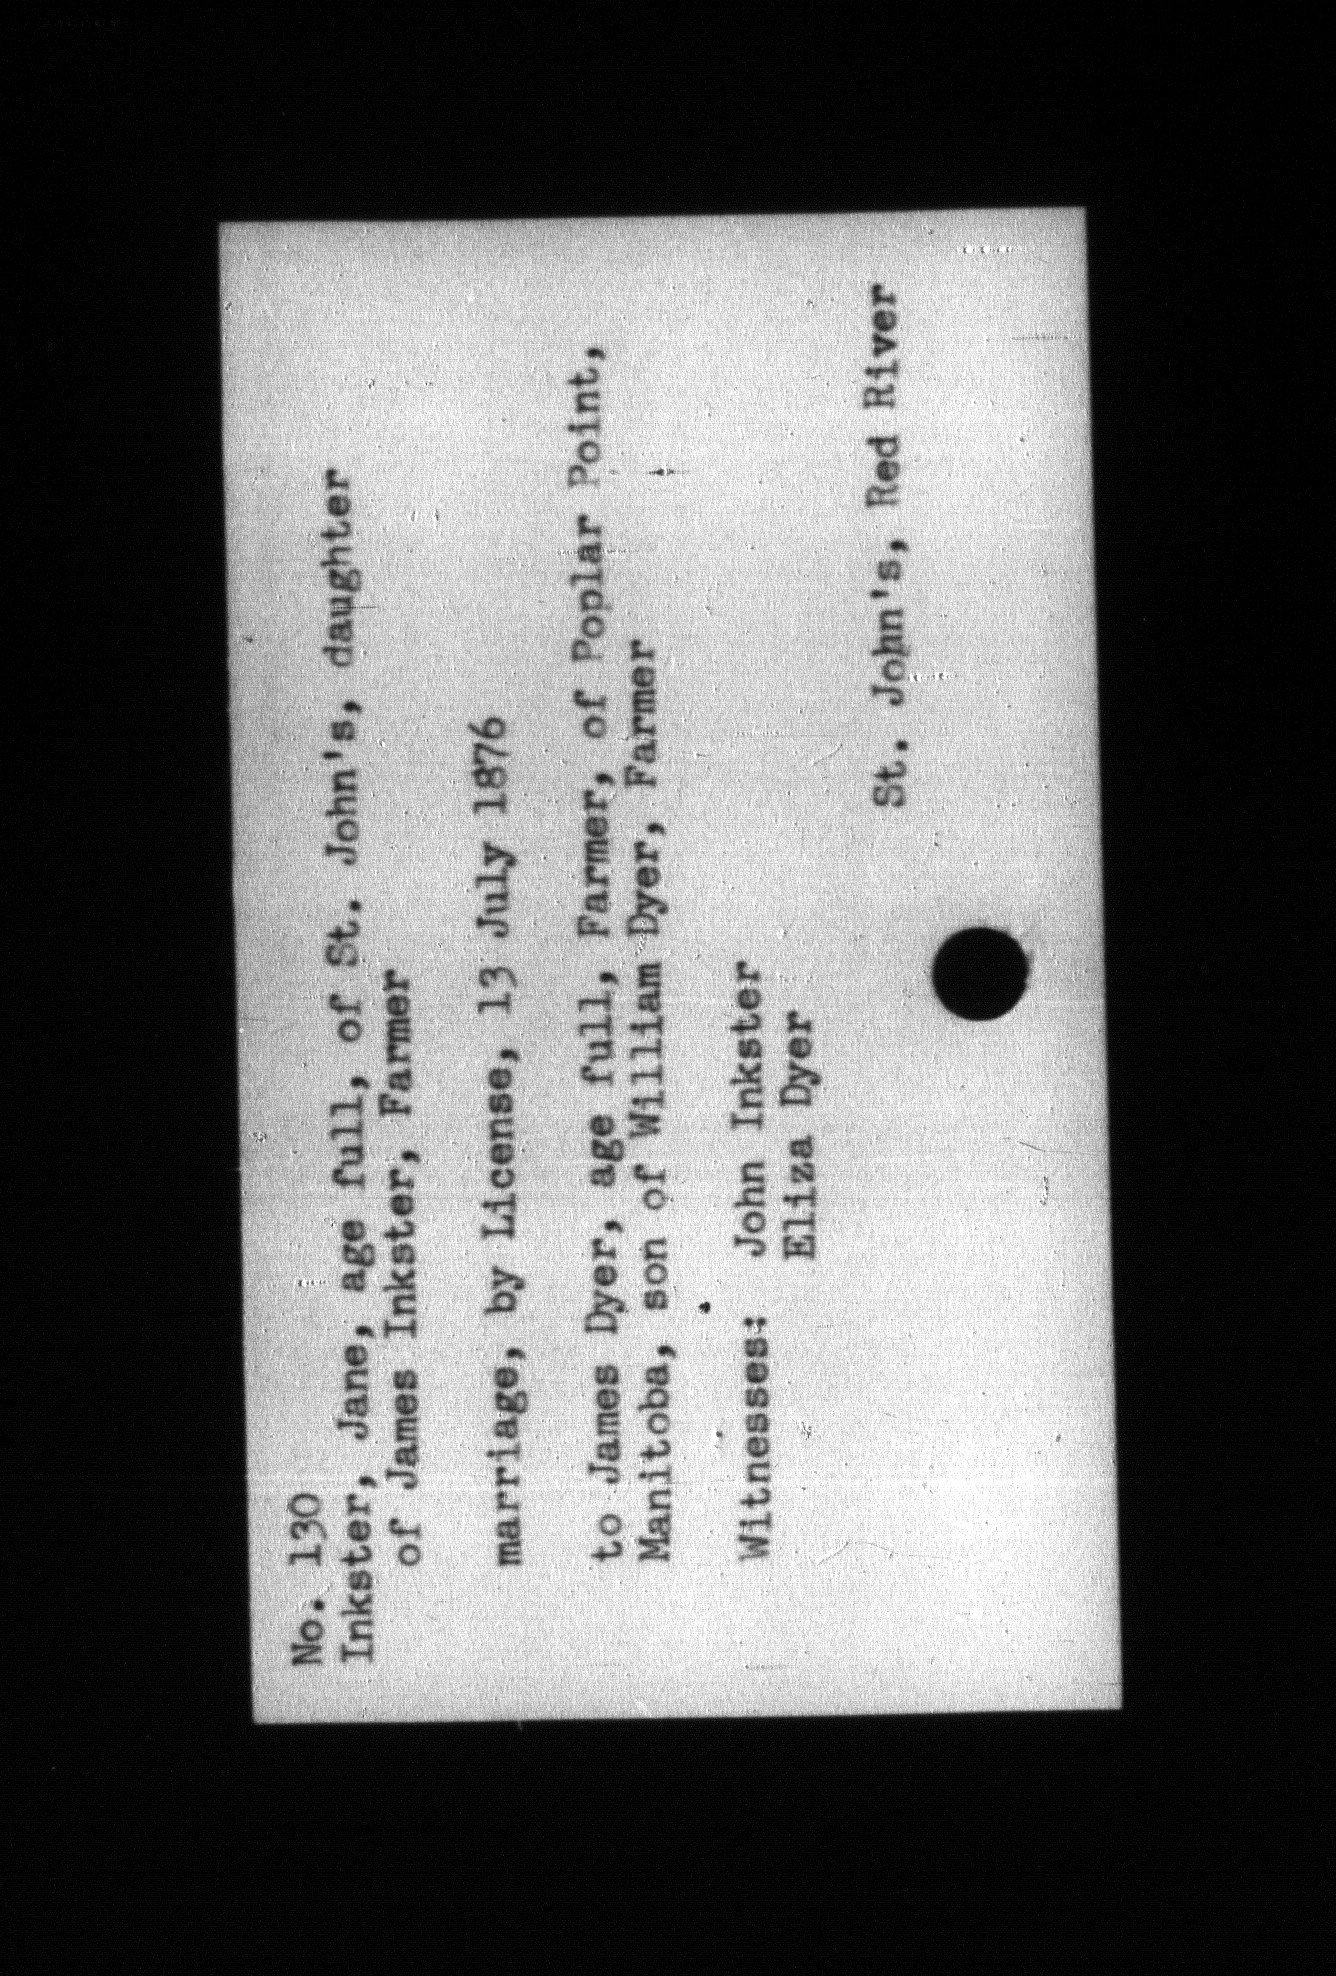 No. 130
Inkster, Jane, age full, of St. John's, daughter
of James Inkster, Farmer
marriage, by License, 13 July 1876
to James Dyer, age full, Farmer, of Poplar Point,
Manitoba, son of William Dyer, Farmer
Witnesses: John Inkster
Eliza Dyer
St. John's, Red River